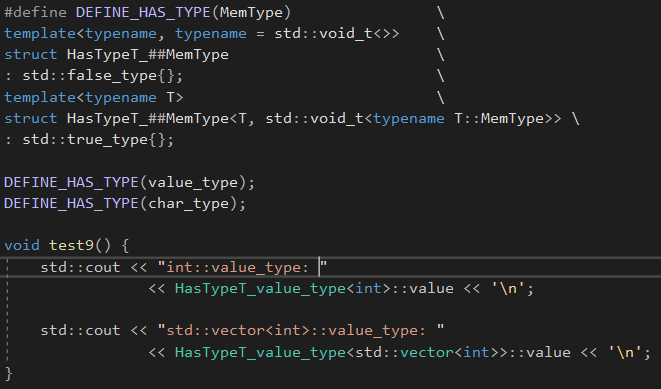 #define DEFINE_HAS_TYPE(MemType) \
template<typename, typename = std::void_t<>> \
struct HasTypeT_##MemType \
: std::false_type{}; \
template<typename T> \
struct HasTypeT_##MemType<T, std::void_t<typename T::MemType>> \
: std::true_type{};
DEFINE_HAS_TYPE(value_type);
DEFINE_HAS_TYPE(char_type);
void test9() {
std::cout << "int::value_type: "
<< HasTypeT_value_type<int>::value << '\n';
std::cout << "std::vector<int>::value_type: "
<< HasTypeT_value_type<std::vector<int>>::value << '\n';
}